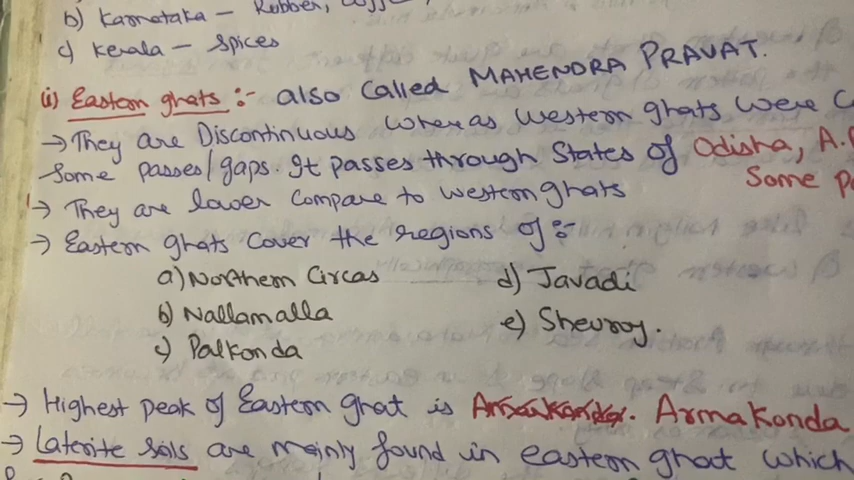 b) Karnataka – Rubber,
c) Kerala – Spices
(ii) Eastern ghats :- also called MAHENDRA PRAVAT.
→ They are Discontinuous whereas western ghats were
Some passes/gaps. It passes through States of Odisha, A.P
Some
→ They are lower compare to western ghats
→ Eastern ghats cover the regions of :-
a) Northern Circas
d) Javadi
b) Nallamalla
e) Shevroy.
c) Palkonda
→ Highest peak of Eastern ghat is Armakonda
→ Laterite Soils are mainly found in eastern ghat which